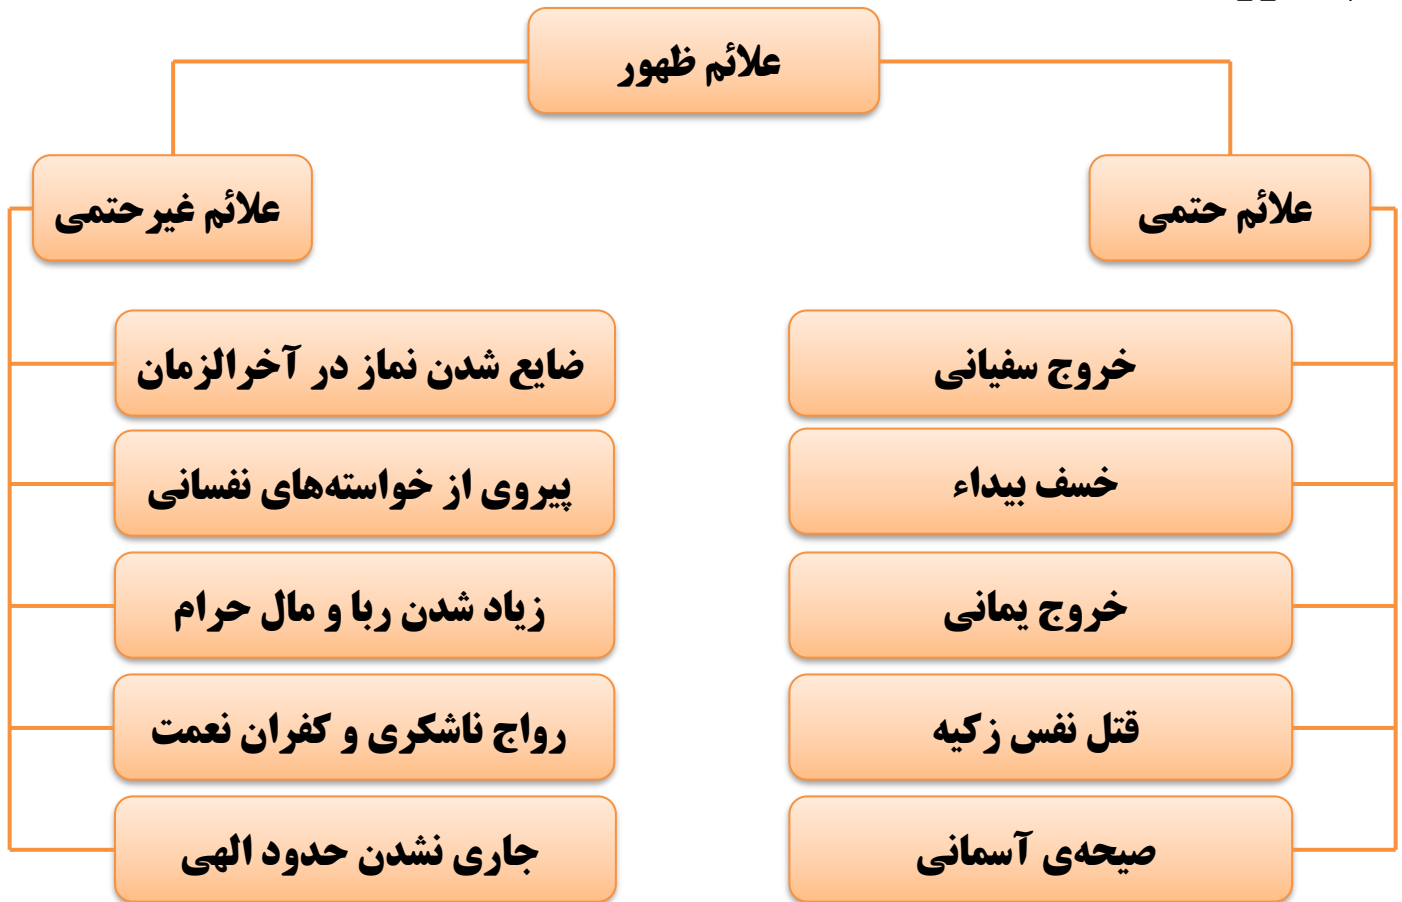 علائم ظهور
علائم حتمی
علائم غیرحتمی
خروج سفیانی
خسف بیداء
خروج یمانی
قتل نفس زکیه
صیحه‌ی آسمانی
ضایع شدن نماز در آخرالزمان
پیروی از خواسته‌های نفسانی
زیاد شدن ربا و مال حرام
رواج ناشکری و کفران نعمت
جاری نشدن حدود الهی